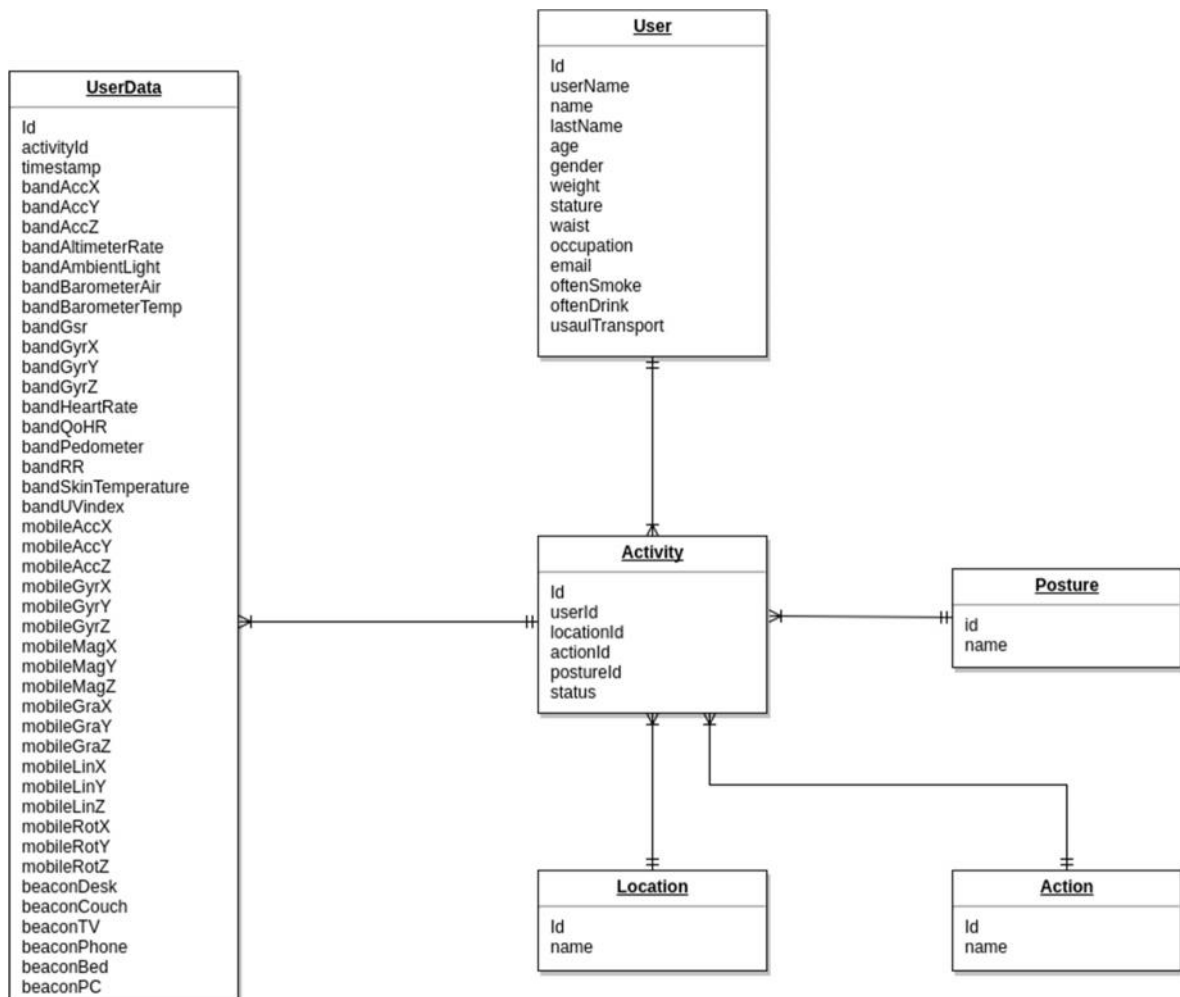 UserData
Id
activityId
timestamp
bandAccX
bandAccY
bandAccZ
bandAltimeterRate
bandAmbientLight
bandBarometerAir
bandBarometerTemp
bandGsr
bandGyrX
bandGyrY
bandGyrZ
bandHeartRate
bandQoHR
bandPedometer
bandRR
bandSkinTemperature
bandUVindex
mobileAccX
mobileAccY
mobileAccZ
mobileGyrX
mobileGyrY
mobileGyrZ
mobileMagX
mobileMagY
mobileMagZ
mobileGraX
mobileGraY
mobileGraZ
mobileLinX
mobileLinY
mobileLinZ
mobileRotX
mobileRotY
mobileRotZ
beaconDesk
beaconCouch
beaconTV
beaconPhone
beaconBed
beaconPC
User
Id
userName
name
lastName
age
gender
weight
stature
waist
occupation
email
oftenSmoke
oftenDrink
usaulTransport
Activity
Id
userId
locationId
actionId
postureId
status
Posture
id
name
Location
Id
name
Action
Id
name